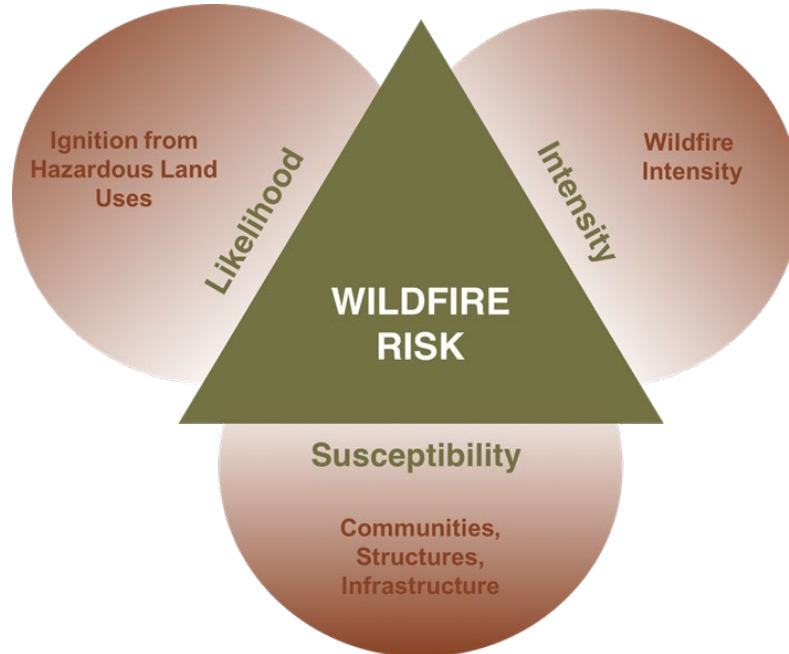 Ignition from
Hazardous Land
Uses
Likelihood
Intensity
Wildfire
Intensity
WILDFIRE
RISK
Susceptibility
Communities,
Structures,
Infrastructure